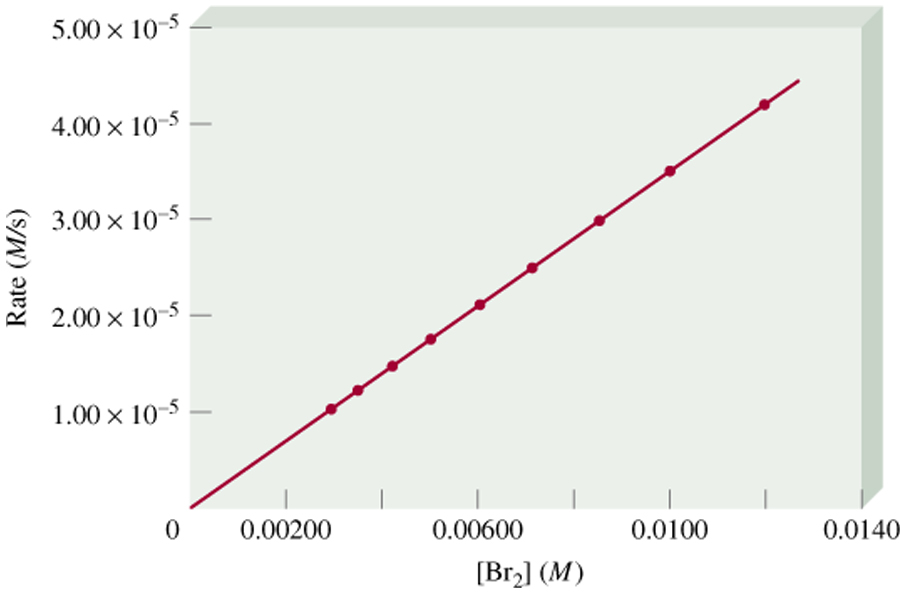 5.00 × 10⁻⁵
4.00 × 10⁻⁵
3.00 × 10⁻⁵
2.00 × 10⁻⁵
1.00 × 10⁻⁵
Rate (M/s)
0 0.00200 0.00600 0.0100 0.0140
[Br₂] (M)